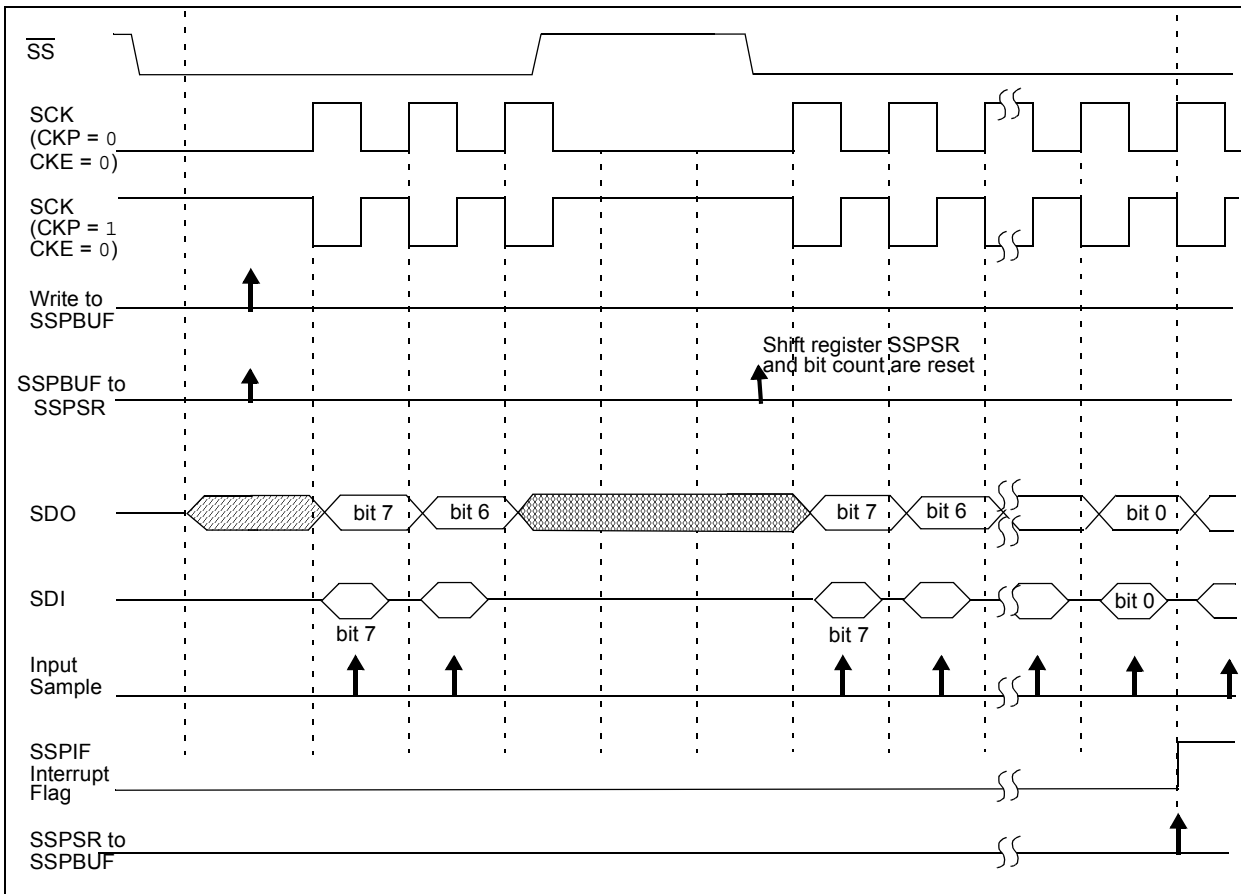 SS
SCK
(CKP = 0
CKE = 0)
SCK
(CKP = 1
CKE = 0)
Write to
SSPBUF
Shift register SSPSR
and bit count are reset
SSPBUF to
SSPSR
SDO
bit 7
bit 6
bit 7
bit 6
bit 0
SDI
bit 0
bit 7
bit 7
Input
Sample
SSPIF
Interrupt
Flag
SSPSR to
SSPBUF